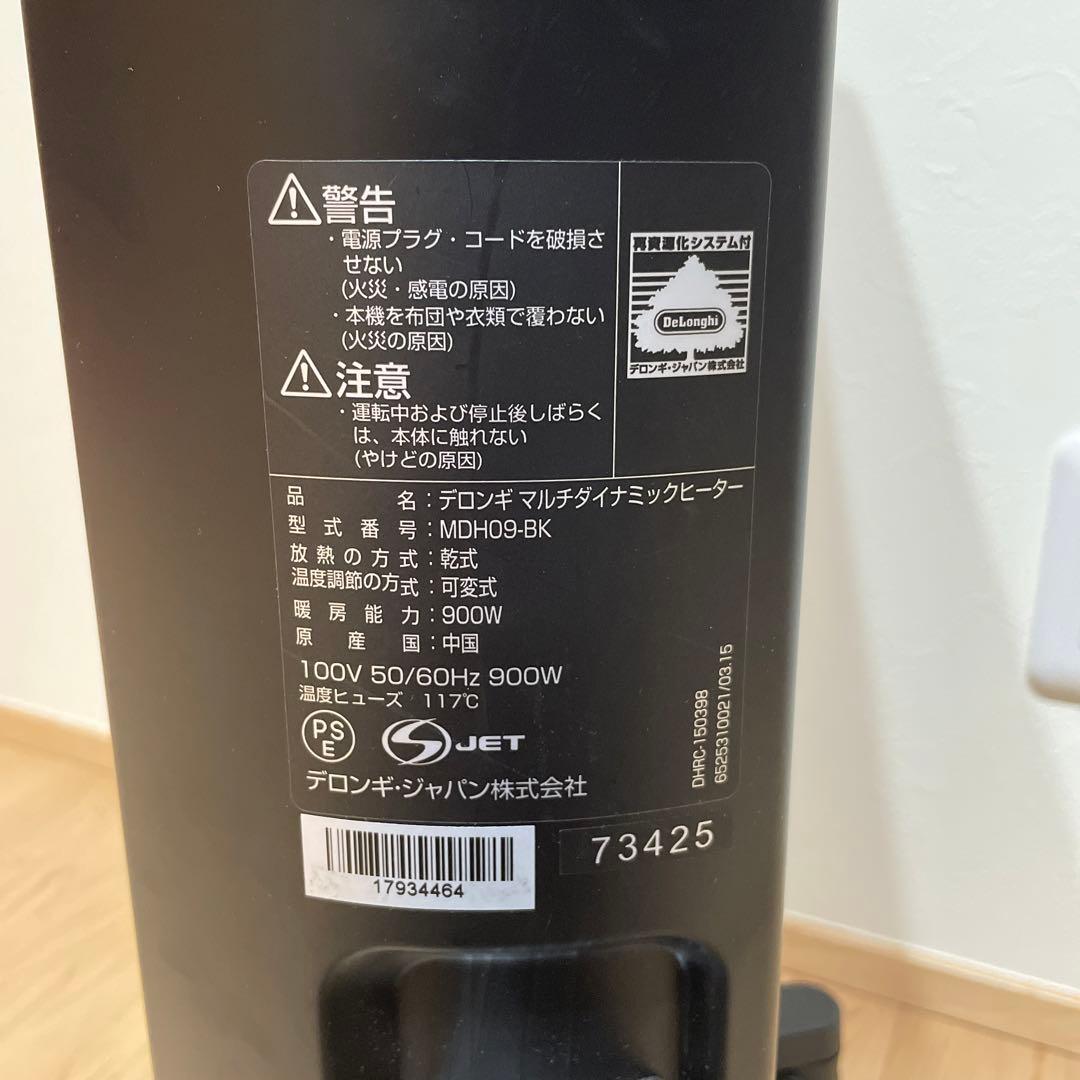 警告
・電源プラグ・コードを破損さ
せない
(火災・感電の原因)
・本機を布団や衣類で覆わない
(火災の原因)
注意
・運転中および停止後しばらく
は、本体に触れない
(やけどの原因)
再資源化システム付
DeLonghi
デロンギ・ジャパン株式会社
品名：デロンギ マルチダイナミックヒーター
型式番号：MDH09-BK
放熱の方式：乾式
温度調節の方式：可変式
暖房能力：900W
原産国：中国
100V 50/60Hz 900W
温度ヒューズ 117℃
PSE
JET
デロンギ・ジャパン株式会社
DHRC-150398
652531002 1/03.15
17934464
73425